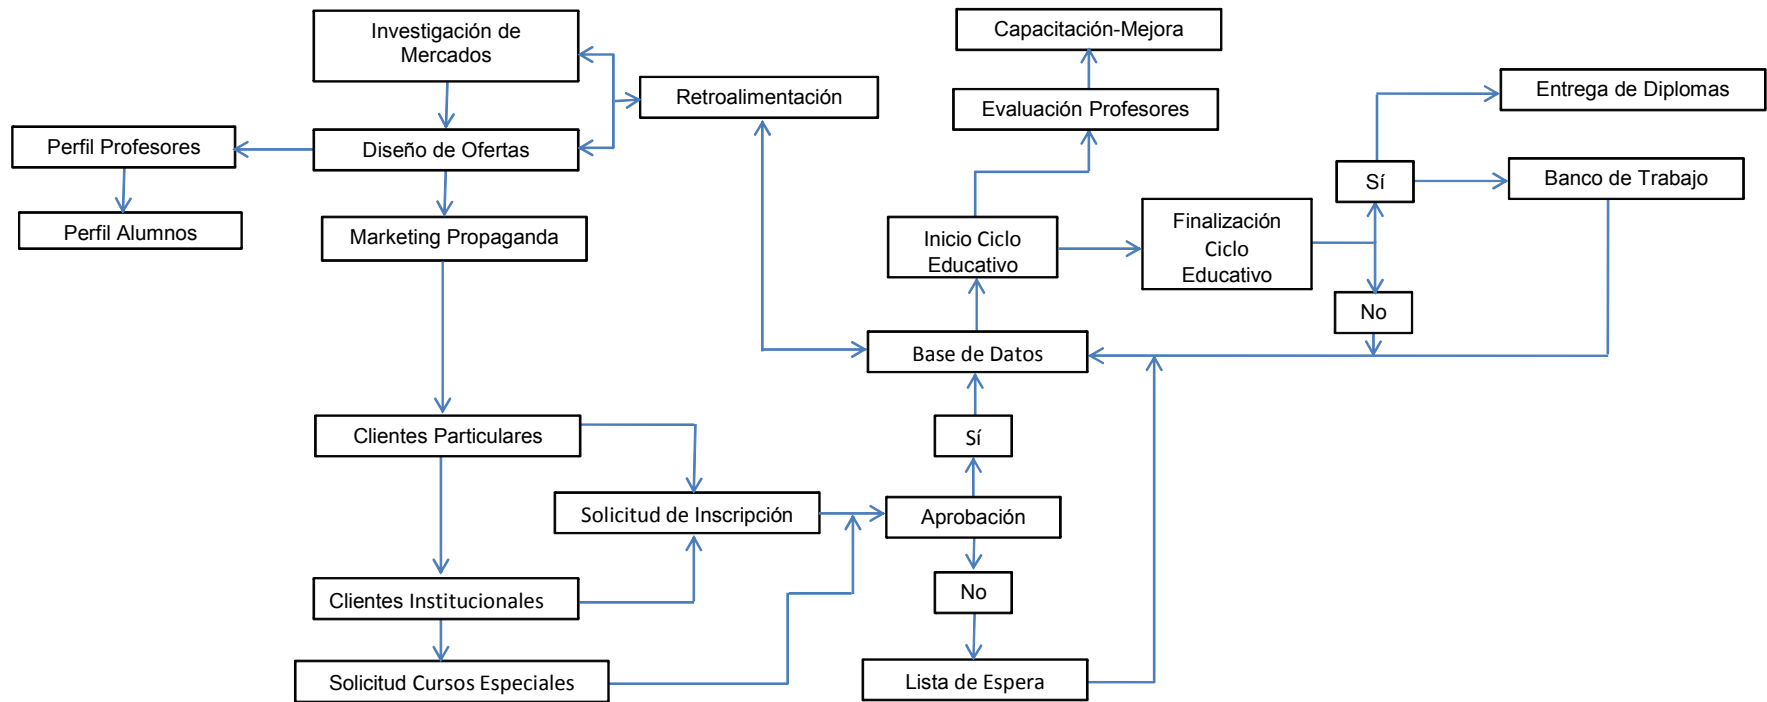 Investigación de
Mercados
Capacitación-Mejora
Retroalimentación
Evaluación Profesores
Entrega de Diplomas
Perfil Profesores
Diseño de Ofertas
Sí
Banco de Trabajo
Perfil Alumnos
Marketing Propaganda
Inicio Ciclo
Educativo
Finalización
Ciclo
Educativo
No
Base de Datos
Clientes Particulares
Sí
Solicitud de Inscripción
Aprobación
Clientes Institucionales
No
Solicitud Cursos Especiales
Lista de Espera